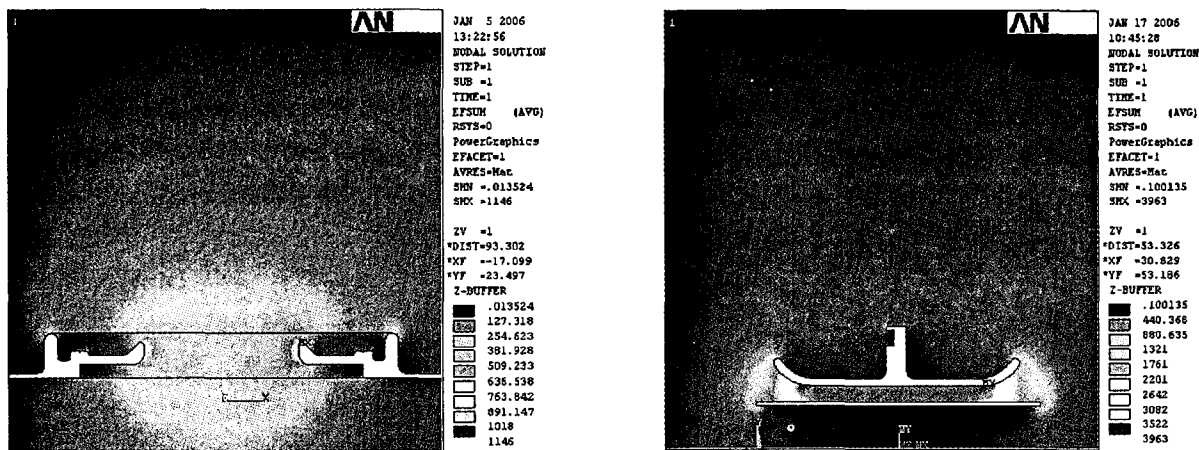 1
AN
JAN 5 2006
13:22:56
NODAL SOLUTION
STEP=1
SUB =1
TIME=1
EFSUM (AVG)
RSYS=0
PowerGraphics
EFACET=1
AVRES=Mat
SMN =.013524
SMX =1146
ZV =1
*DIST=93.302
*XF =-17.099
*YF =23.497
Z-BUFFER
.013524
127.318
254.623
381.928
509.233
636.538
763.842
891.147
1018
1146
1
AN
JAN 17 2006
10:45:28
NODAL SOLUTION
STEP=1
SUB =1
TIME=1
EFSUM (AVG)
RSYS=0
PowerGraphics
EFACET=1
AVRES=Mat
SMN =.100135
SMX =3963
ZV =1
*DIST=53.326
*XF =30.829
*YF =53.186
Z-BUFFER
.100135
440.368
880.635
1321
1761
2201
2642
3082
3522
3963